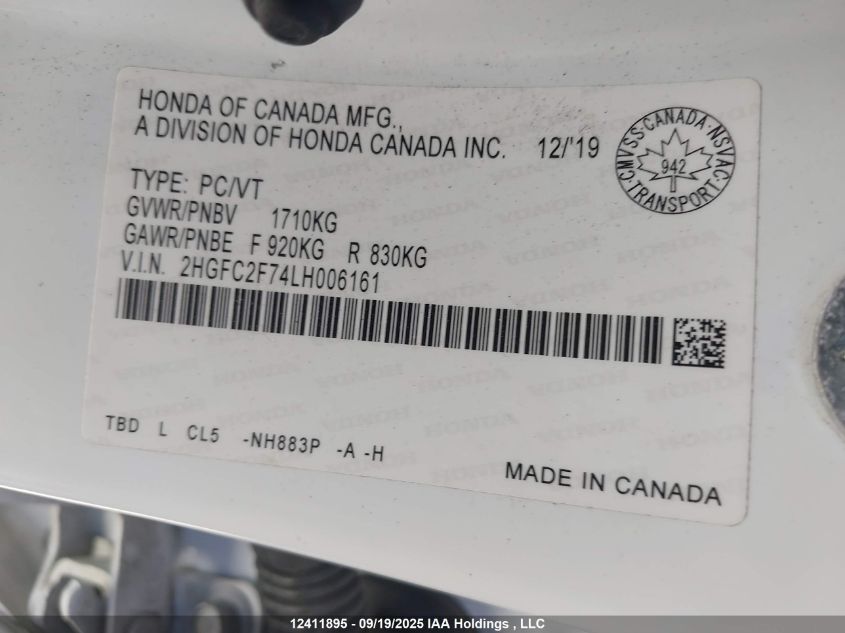 HONDA OF CANADA MFG.,
A DIVISION OF HONDA CANADA INC. 12/'19
CMVSS·CANADA·NSVAC
942
·TRANSPORT·
TYPE: PC/VT
GVWR/PNBV 1710KG
GAWR/PNBE F 920KG R 830KG
V.I.N. 2HGFC2F74LH006161
TBD L CL5 -NH883P -A -H
MADE IN CANADA
12411895 - 09/19/2025 IAA Holdings , LLC